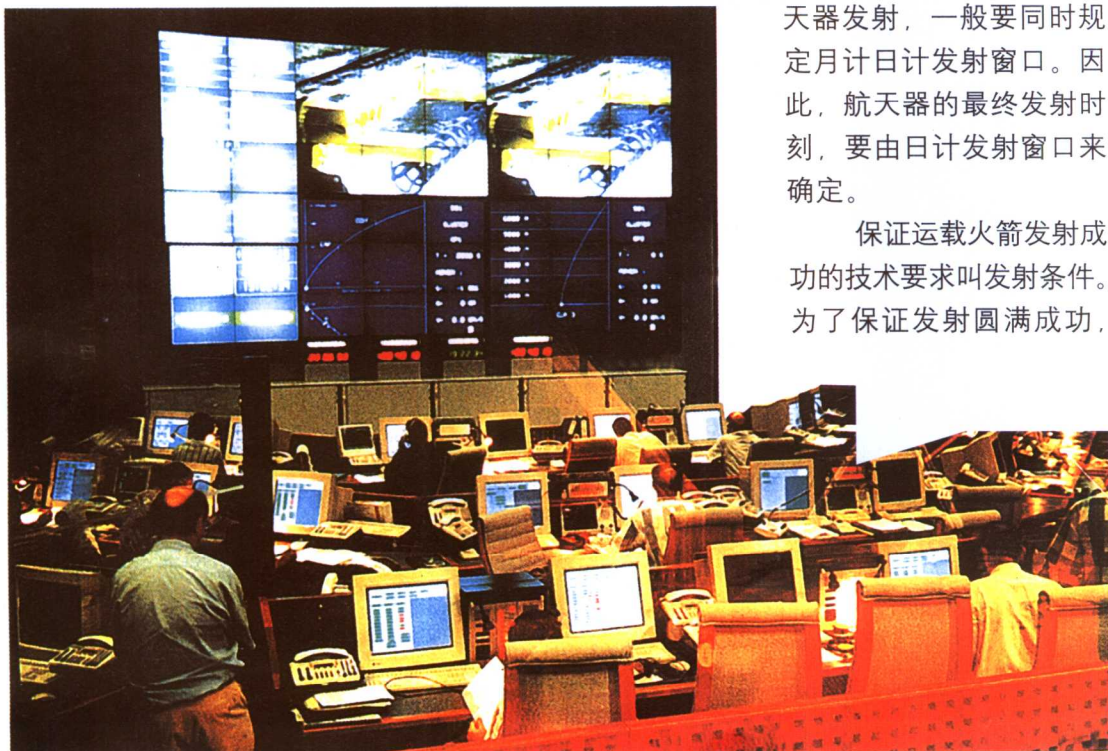 天器发射，一般要同时规
定月计日计发射窗口。因
此，航天器的最终发射时
刻，要由日计发射窗口来
确定。
保证运载火箭发射成
功的技术要求叫发射条件。
为了保证发射圆满成功，